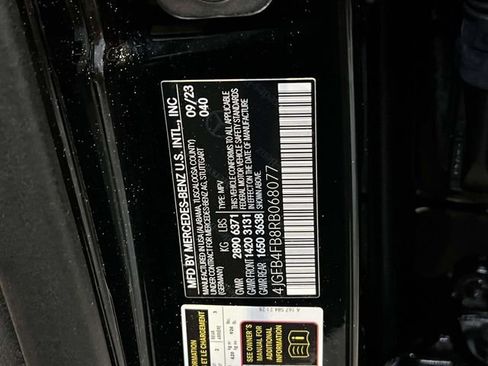 MFD BY MERCEDES-BENZ U.S. INTL., INC
MANUFACTURED IN USA (ALABAMA, TUSCALOOSA COUNTY)
UNDER CONTRACT FOR MERCEDES-BENZ AG, STUTTGART
(GERMANY)
09/23
040
KG LBS TYPE: MPV
GVWR 2890 6371
GAWR FRONT 1420 3131
GAWR REAR 1650 3638
THIS VEHICLE CONFORMS TO ALL APPLICABLE
FEDERAL MOTOR VEHICLE SAFETY STANDARDS
IN EFFECT ON THE DATE OF MANUFACTURE
SHOWN ABOVE.
4JGFB4FB8RB068077
ET LE CHARGEMENT
SEE OWNER'S
MANUAL FOR
ADDITIONAL
INFORMATION